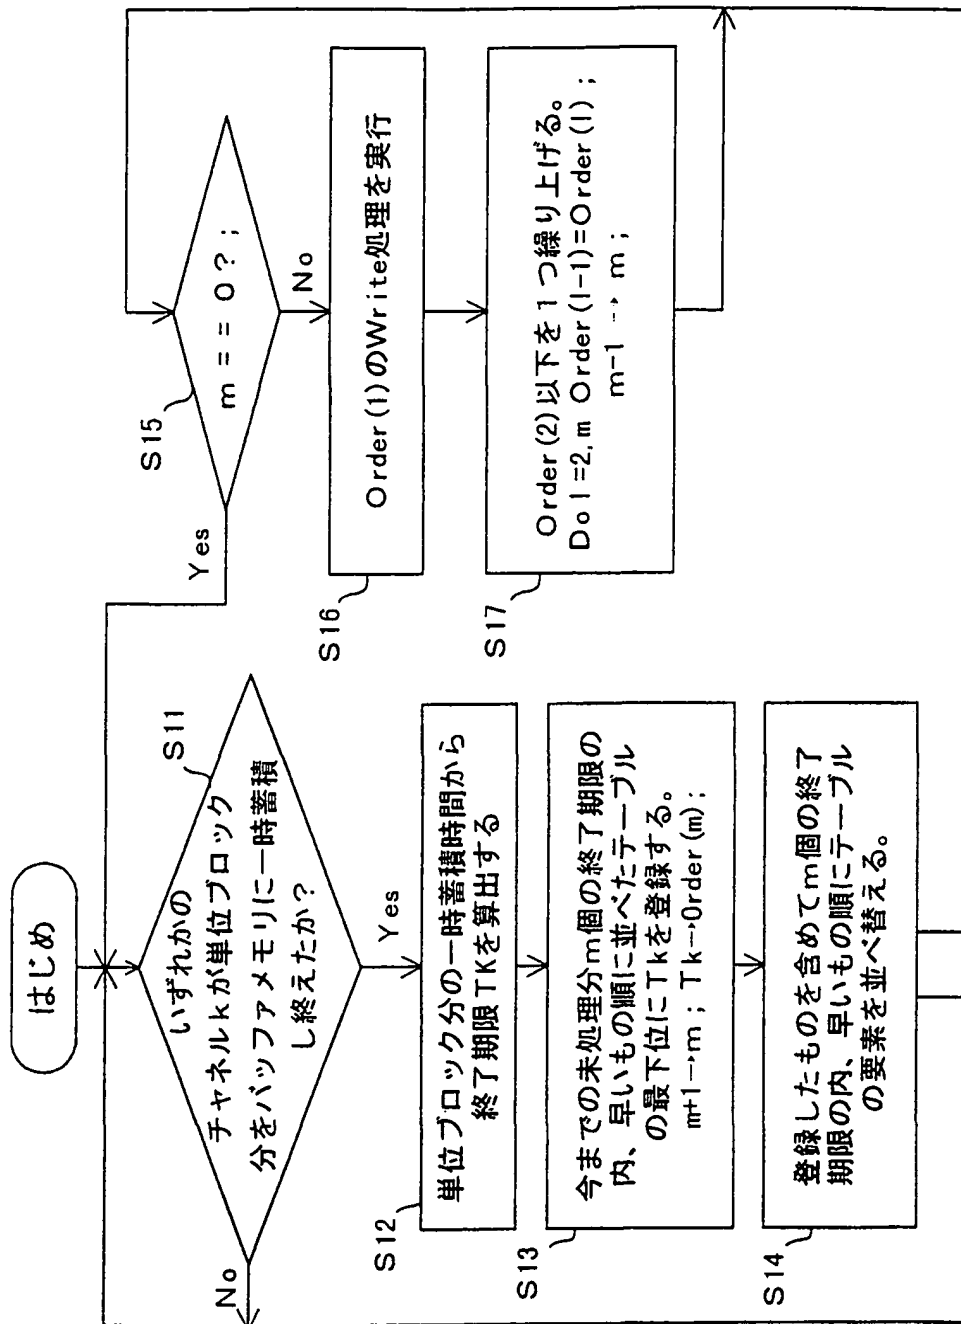 はじめ
S11
いずれかの
チャネルkが単位ブロック
分をバッファメモリに一時蓄積
し終えたか?
No
Yes
S12
単位ブロック分の一時蓄積時間から
終了期限TKを算出する
S13
今までの未処理分m個の終了期限の
内、早いもの順に並べたテーブル
の最下位にTkを登録する。
m+1→m;Tk→Order(m);
S14
登録したものを含めてm個の終了
期限の内、早いもの順にテーブル
の要素を並べ替える。
S15
m==0?;
Yes
No
S16
Order(1)のWrite処理を実行
S17
Order(2)以下を1つ繰り上げる。
Dol=2,m Order(l-1)=Order(l);
m-1→m;